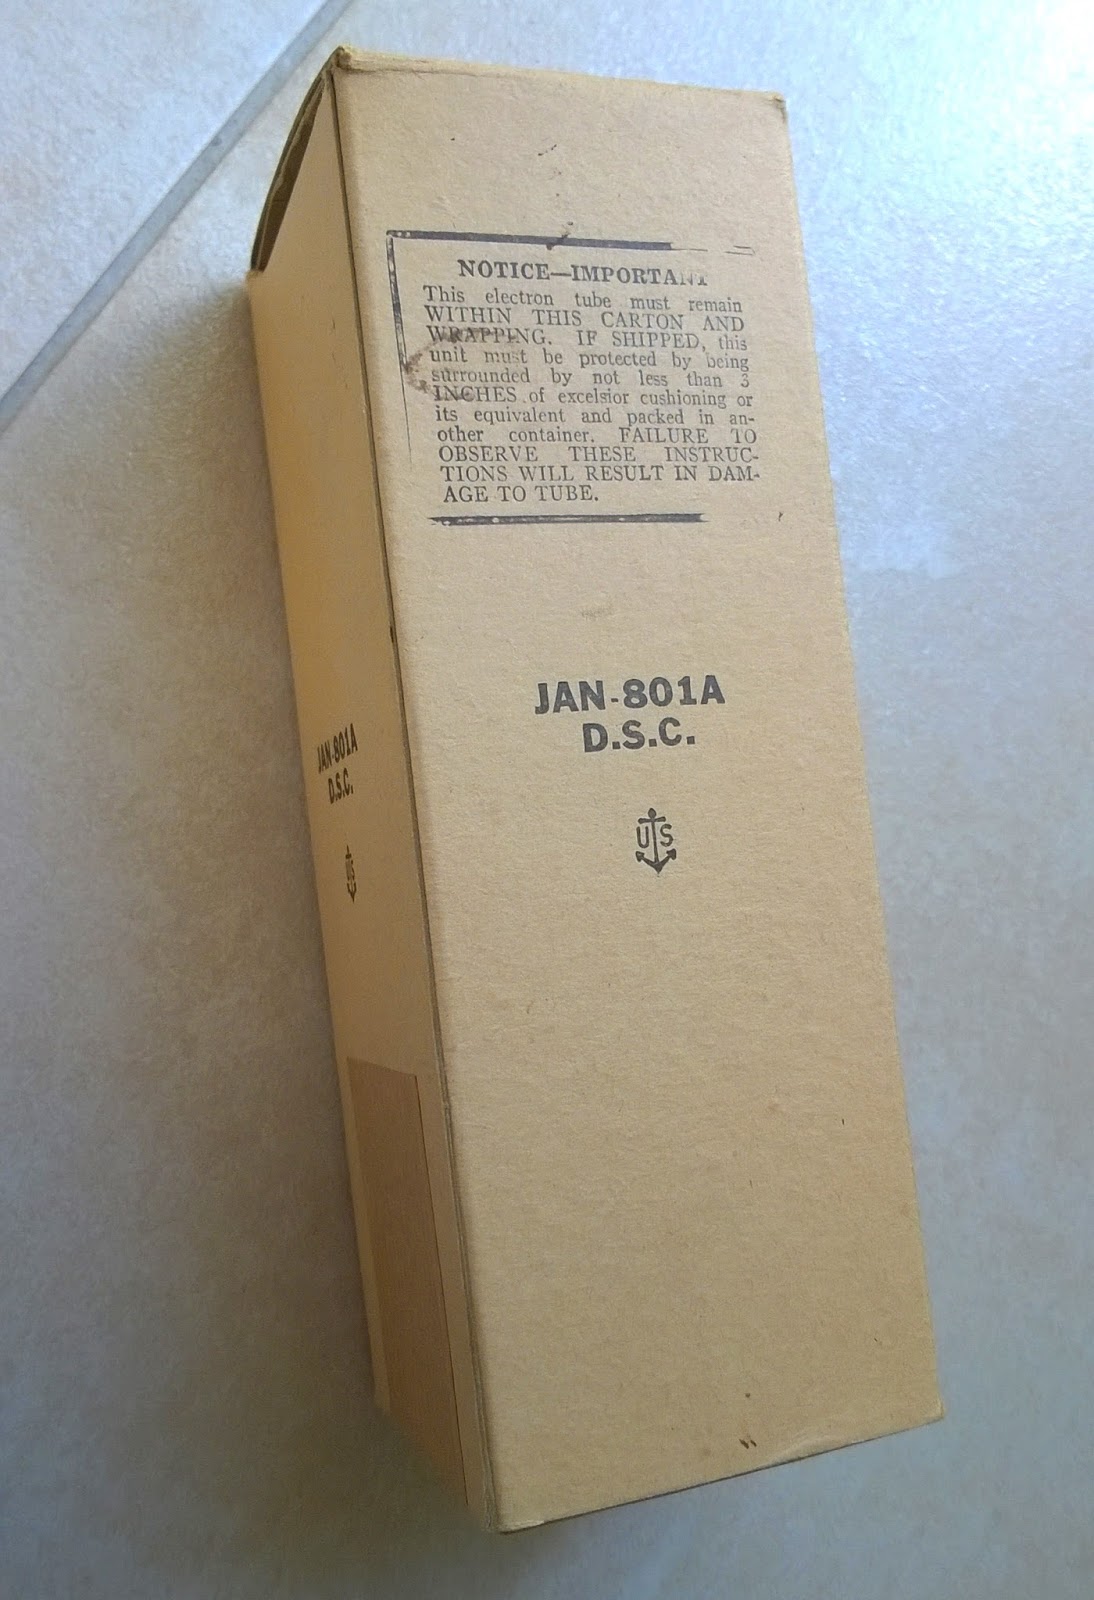 NOTICE—IMPORTANT
This electron tube must remain
WITHIN THIS CARTON AND
WRAPPING. IF SHIPPED, this
unit must be protected by being
surrounded by not less than 3
INCHES of excelsior cushioning or
its equivalent and packed in an-
other container. FAILURE TO
OBSERVE THESE INSTRUC-
TIONS WILL RESULT IN DAM-
AGE TO TUBE.
JAN-801A
D.S.C.
US
JAN-801A
D.S.C.
US